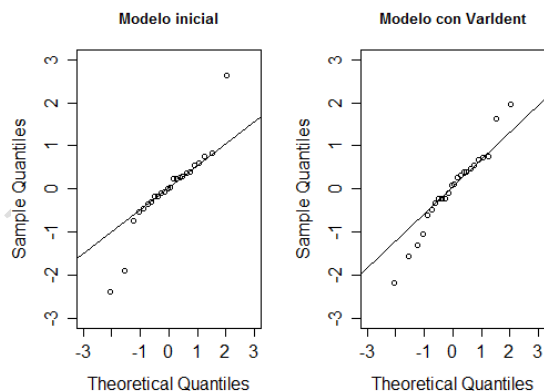 Modelo inicial
Sample Quantiles
3
2
1
0
-1
-2
-3
-3 -2 -1 0 1 2 3
Theoretical Quantiles
Modelo con VarIdent
Sample Quantiles
3
2
1
0
-1
-2
-3
-3 -2 -1 0 1 2 3
Theoretical Quantiles